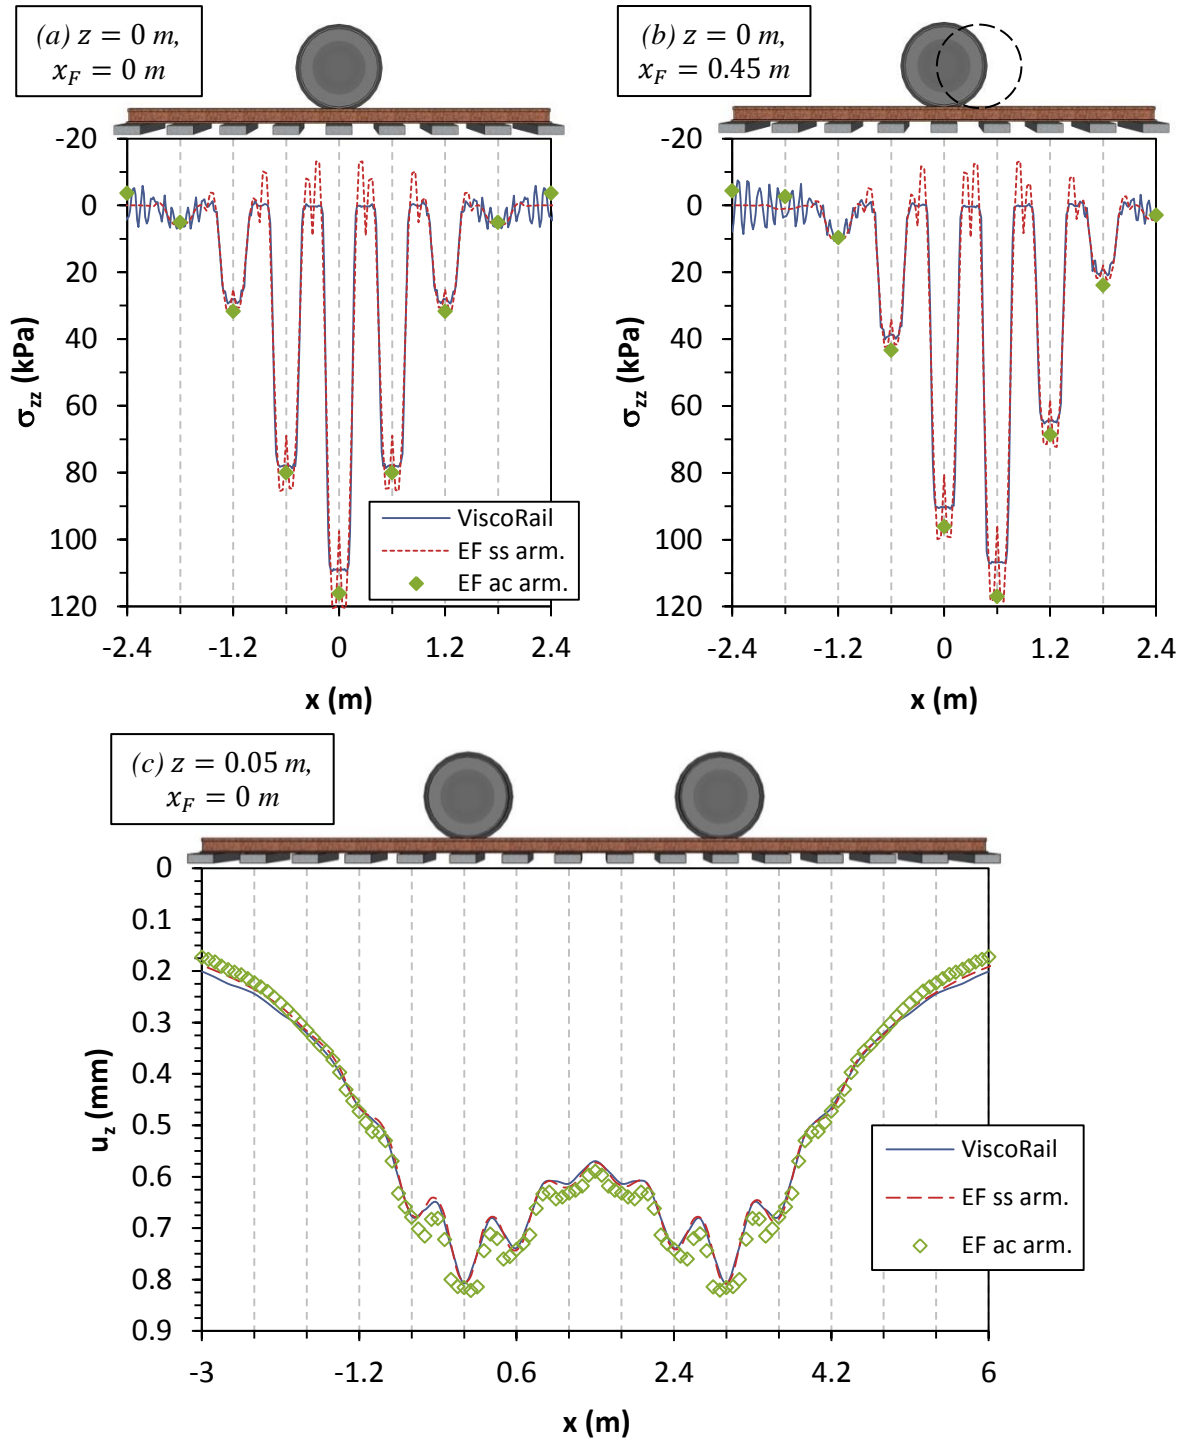 (a) z = 0 m,
x_F = 0 m
(b) z = 0 m,
x_F = 0.45 m
-20
0
20
40
60
80
100
120
σzz (kPa)
ViscoRail
EF ss arm.
EF ac arm.
-2.4
-1.2
0
1.2
2.4
x (m)
-20
0
20
40
60
80
100
120
σzz (kPa)
-2.4
-1.2
0
1.2
2.4
x (m)
(c) z = 0.05 m,
x_F = 0 m
0
0.1
0.2
0.3
0.4
0.5
0.6
0.7
0.8
0.9
uz (mm)
ViscoRail
EF ss arm.
EF ac arm.
-3
-1.2
0.6
2.4
4.2
6
x (m)